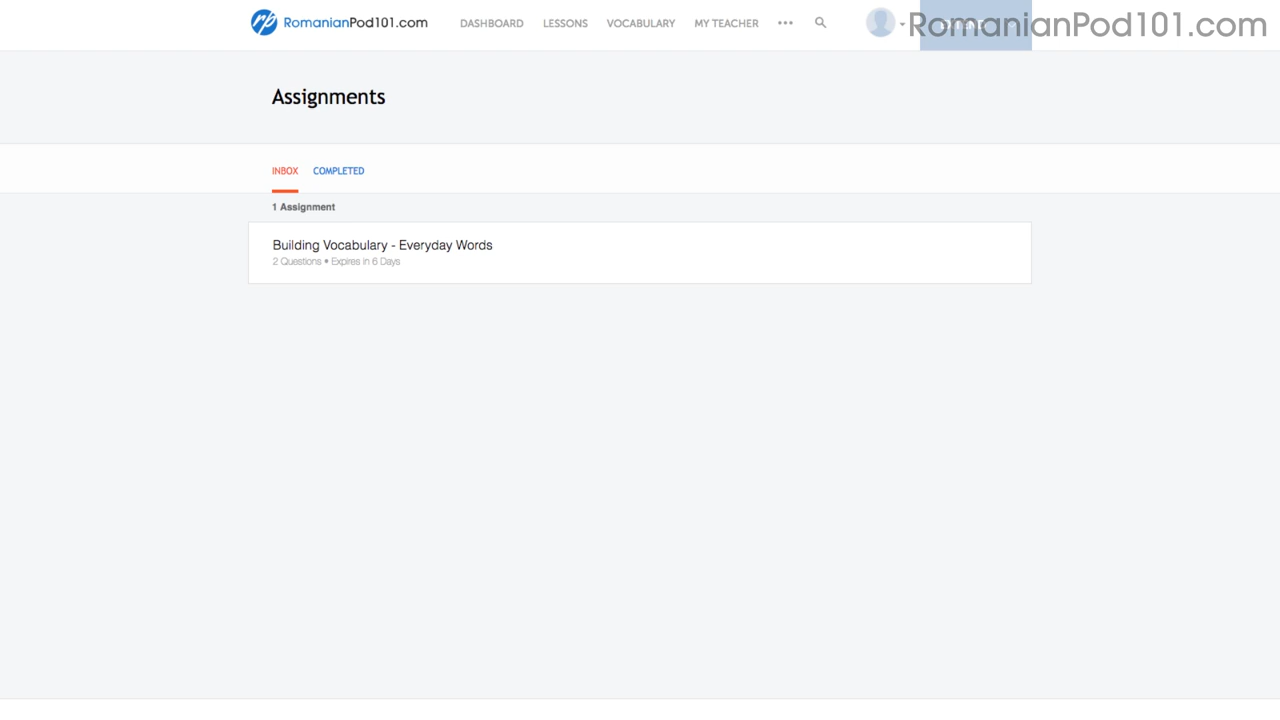 RomanianPod101.com
DASHBOARD LESSONS VOCABULARY MY TEACHER ••• RomanianPod101.com
Assignments
INBOX COMPLETED
1 Assignment
Building Vocabulary - Everyday Words
2 Questions • Expires in 6 Days